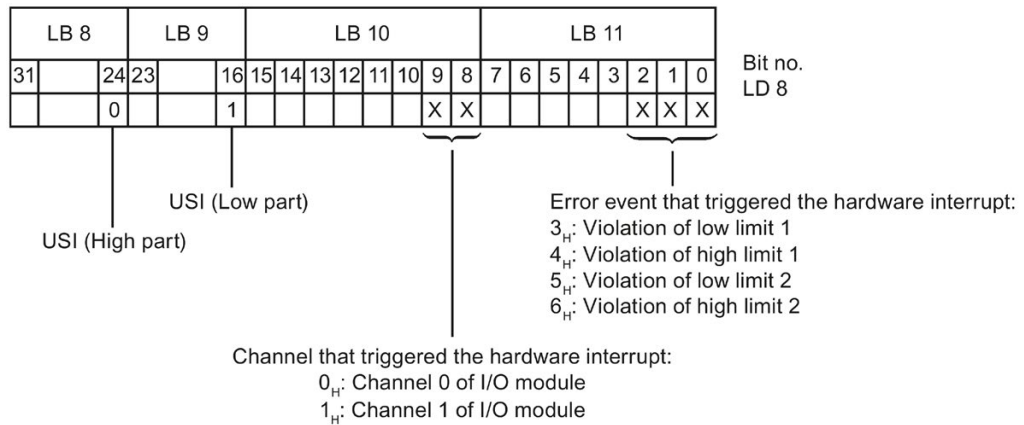 LB 8 LB 9 LB 10 LB 11
31 24 23 16 15 14 13 12 11 10 9 8 7 6 5 4 3 2 1 0 Bit no.
LD 8
0 1 X X X X X
USI (Low part)
USI (High part)
Error event that triggered the hardware interrupt:
3H: Violation of low limit 1
4H: Violation of high limit 1
5H: Violation of low limit 2
6H: Violation of high limit 2
Channel that triggered the hardware interrupt:
0H: Channel 0 of I/O module
1H: Channel 1 of I/O module